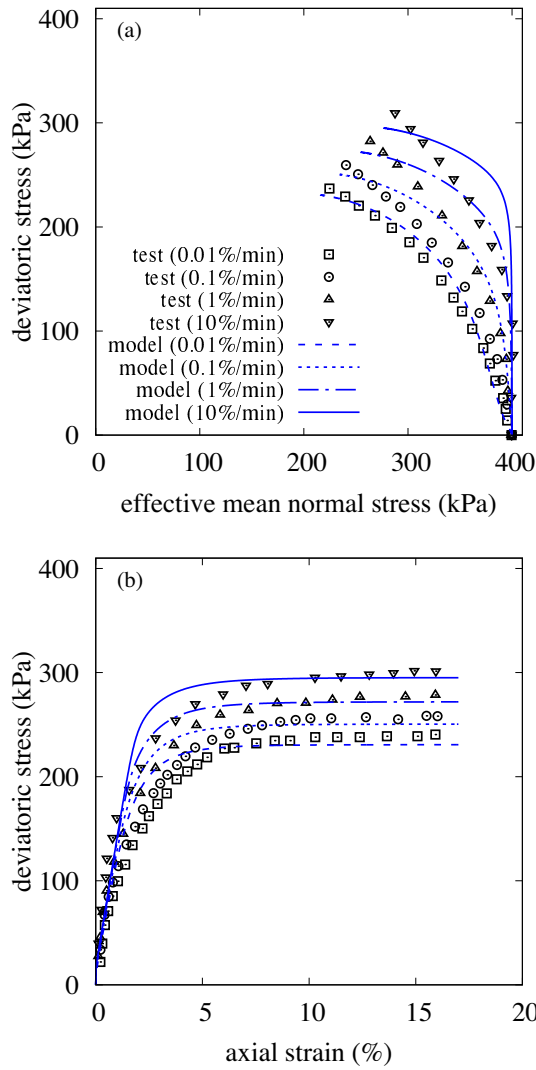 (a)
400
300
200
100
0
deviatoric stress (kPa)
test (0.01%/min)
test (0.1%/min)
test (1%/min)
test (10%/min)
model (0.01%/min)
model (0.1%/min)
model (1%/min)
model (10%/min)
0 100 200 300 400
effective mean normal stress (kPa)
(b)
400
300
200
100
0
deviatoric stress (kPa)
0 5 10 15 20
axial strain (%)